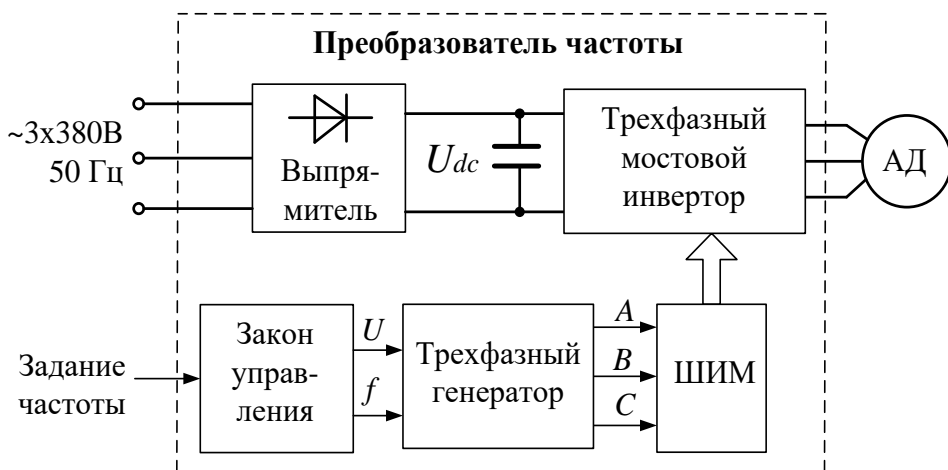 Преобразователь частоты
~3х380В
50 Гц
Выпря-
митель
Udc
Трехфазный
мостовой
инвертор
АД
Задание
частоты
Закон
управ-
ления
U
f
Трехфазный
генератор
A
B
C
ШИМ